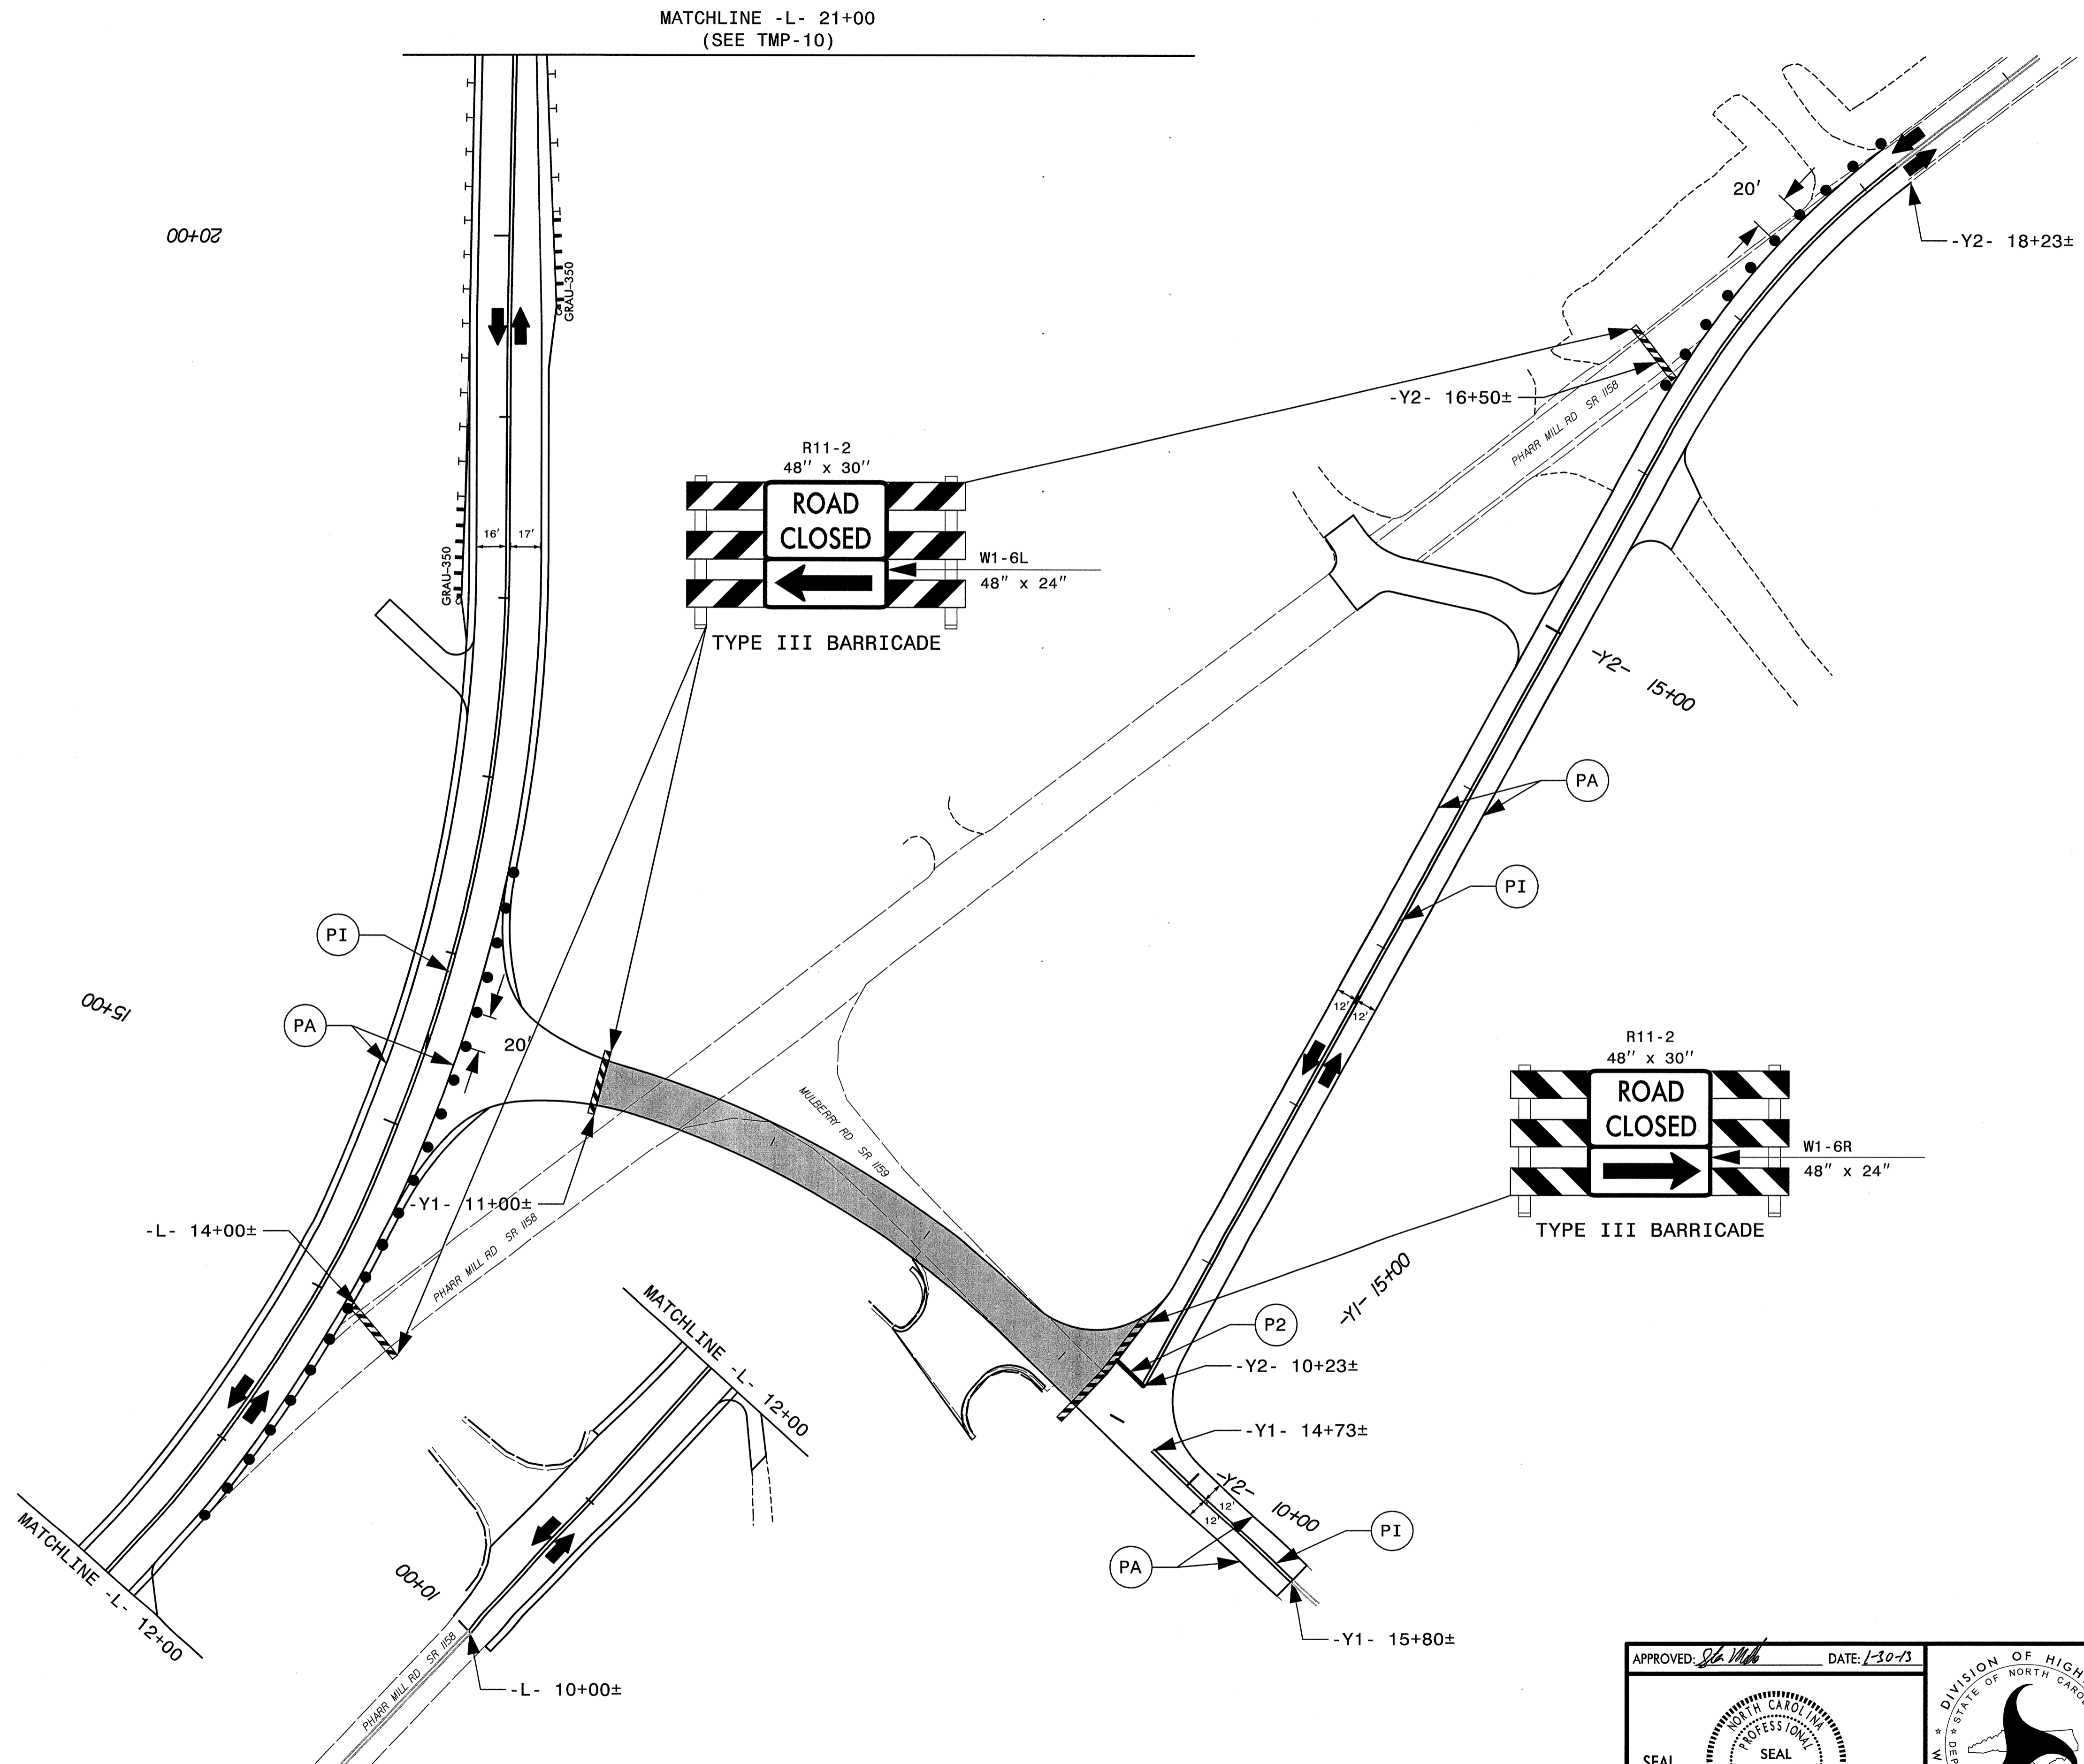 MATCHLINE -L- 21+00
(SEE TMP-10)
20+00
20'
-Y2- 18+23±
GRAU-350
-Y2- 16+50±
PHARR MILL RD SR 1158
R11-2
48" x 30"
ROAD
CLOSED
W1-6L
48" x 24"
TYPE III BARRICADE
16'
17'
GRAU-350
-Y2- 15+00
PA
PI
PI
15+00
PA
20'
12'
12'
MULBERRY RD SR 1159
R11-2
48" x 30"
ROAD
CLOSED
W1-6R
48" x 24"
TYPE III BARRICADE
-Y1- 11+00±
-L- 14+00±
PHARR MILL RD SR 1158
-Y1- 15+00
MATCHLINE -L- 12+00
P2
-Y2- 10+23±
-Y1- 14+73±
-Y2- 10+00
12'
12'
PI
PA
MATCHLINE -L- 12+00
10+00
-Y1- 15+80±
PHARR MILL RD SR 1158
-L- 10+00±
APPROVED:
DATE: 1-30-13
NORTH CAROLINA
PROFESSIONAL
SEAL
SEAL
DIVISION OF HIGH
STATE OF NORTH CARO
DEP
W